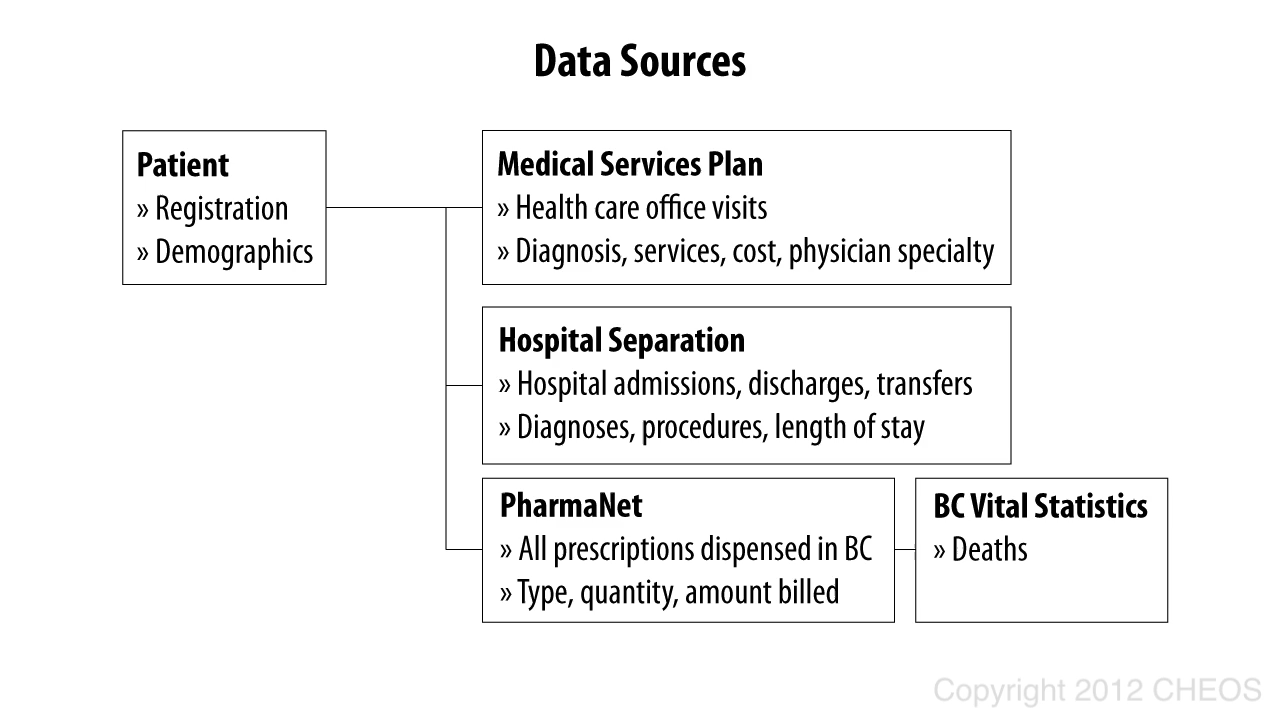 Data Sources
Patient
» Registration
» Demographics
Medical Services Plan
» Health care office visits
» Diagnosis, services, cost, physician specialty
Hospital Separation
» Hospital admissions, discharges, transfers
» Diagnoses, procedures, length of stay
PharmaNet
» All prescriptions dispensed in BC
» Type, quantity, amount billed
BC Vital Statistics
» Deaths
Copyright 2012 CHEOS